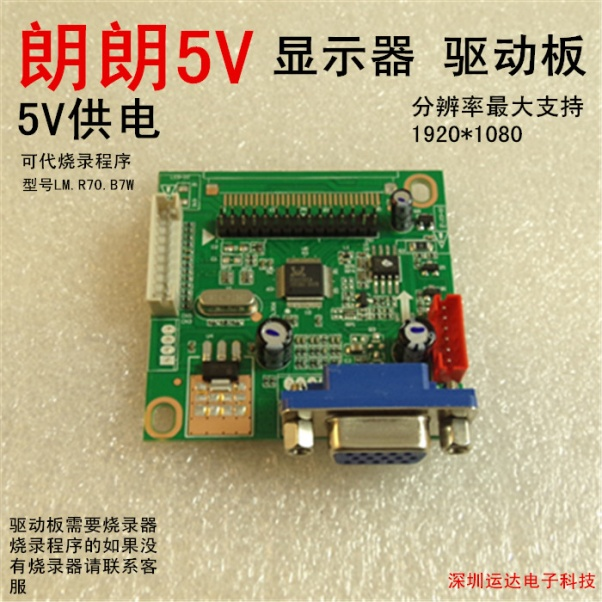 朗朗5V 显示器 驱动板
5V供电
分辨率最大支持
1920*1080
可代烧录程序
型号LM.R70.B7W
驱动板需要烧录器
烧录程序的如果没
有烧录器请联系客
服
深圳运达电子科技